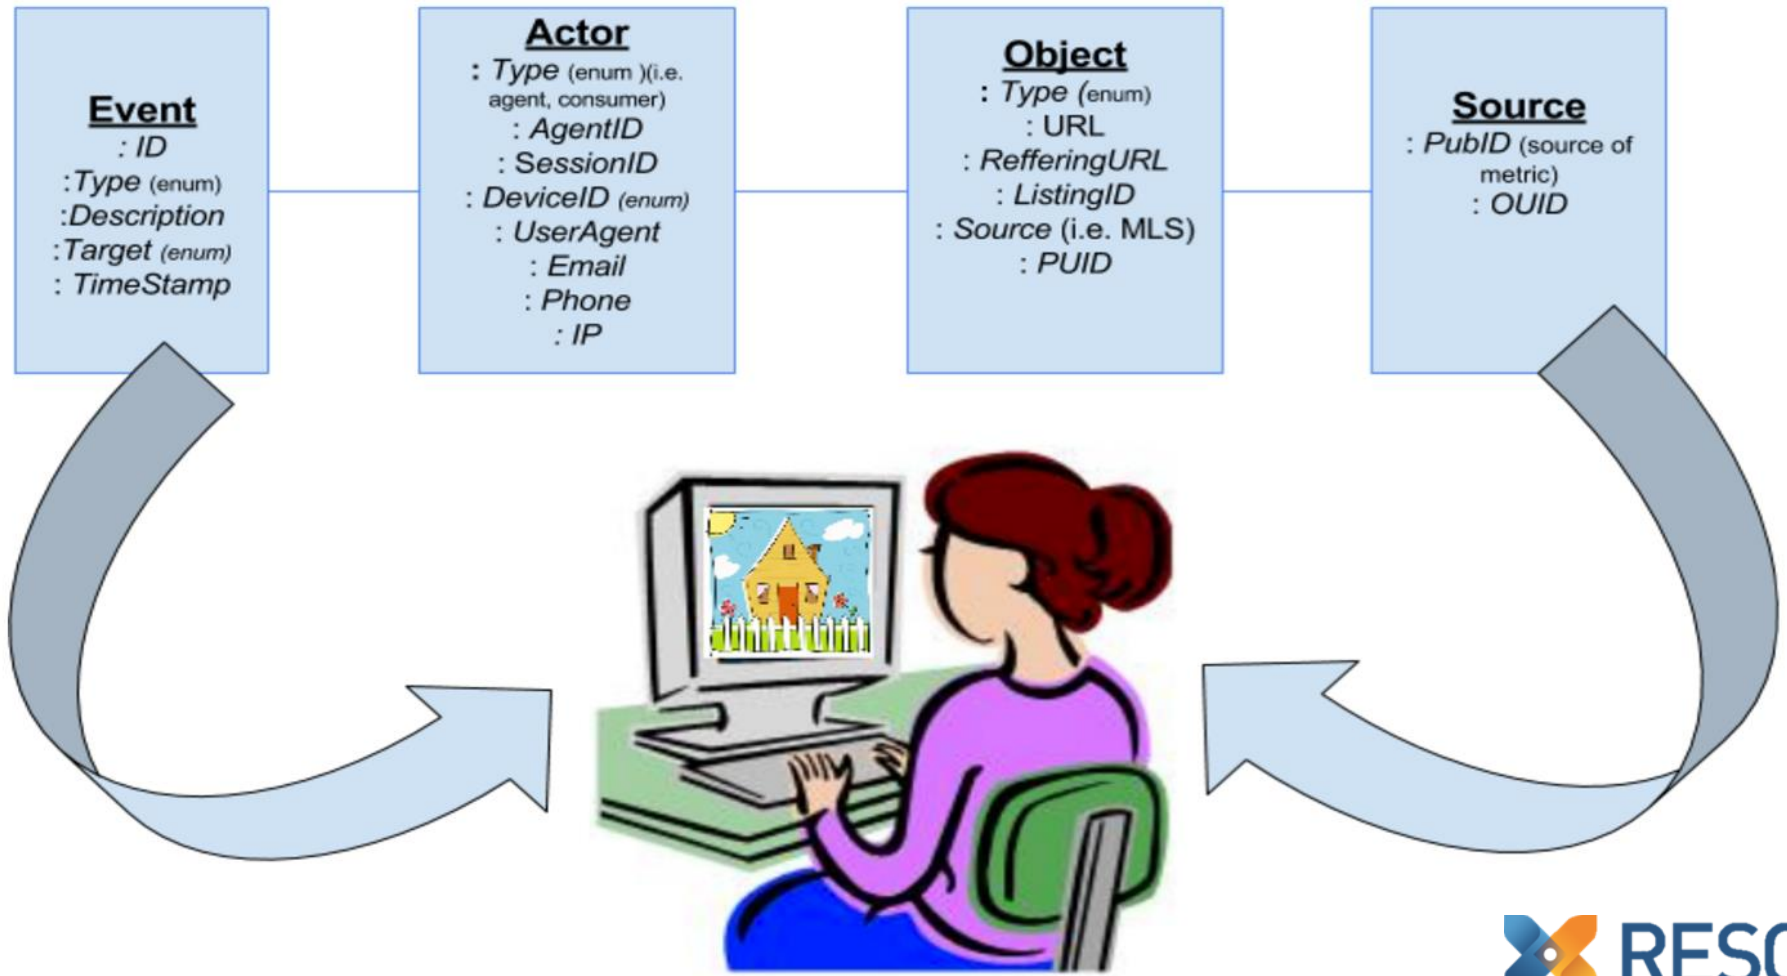 Event
: ID
:Type (enum)
:Description
:Target (enum)
: TimeStamp
Actor
: Type (enum )(i.e.
agent, consumer)
: AgentID
: SessionID
: DeviceID (enum)
: UserAgent
: Email
: Phone
: IP
Object
: Type (enum)
: URL
: RefferingURL
: ListingID
: Source (i.e. MLS)
: PUID
Source
: PubID (source of
metric)
: OUID
RESO